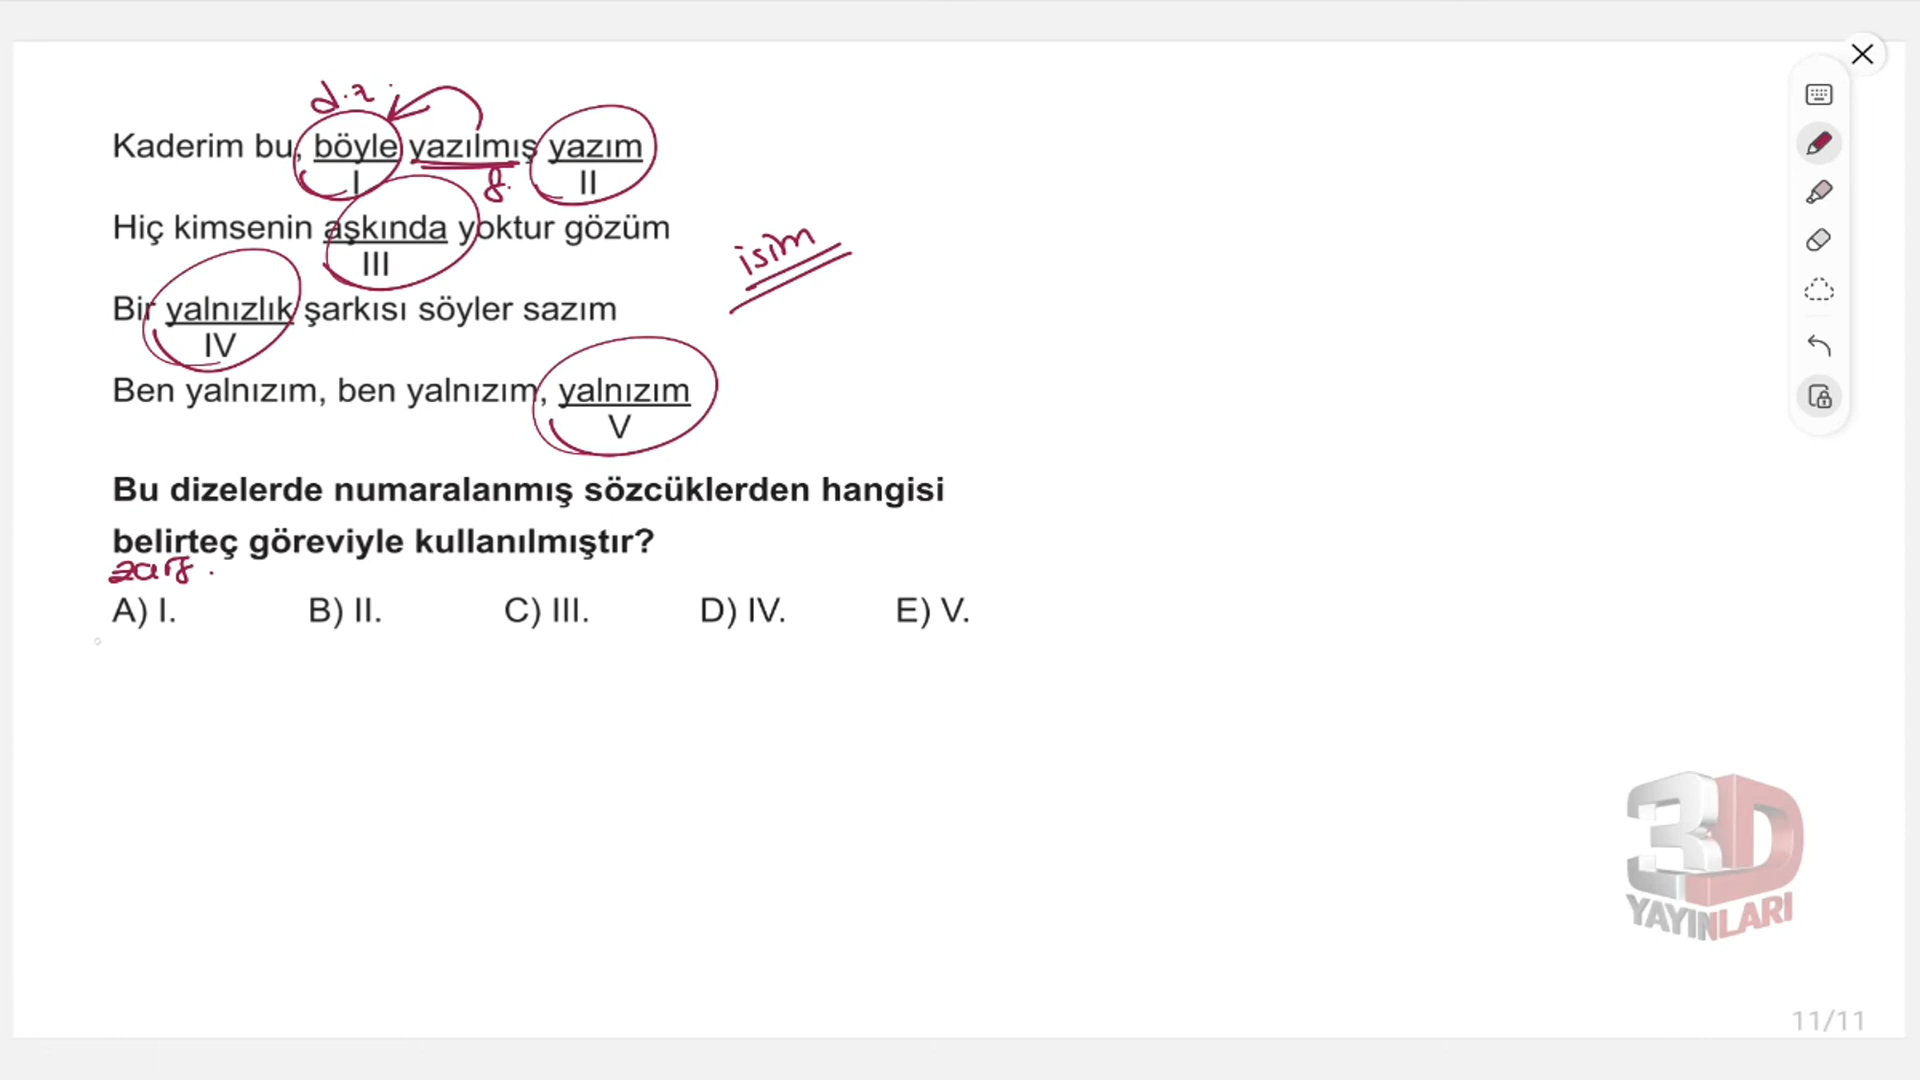 d.z.
Kaderim bu, böyle yazılmış yazım
I f. II
Hiç kimsenin aşkında yoktur gözüm
III
isim
Bir yalnızlık şarkısı söyler sazım
IV
Ben yalnızım, ben yalnızım, yalnızım
V
Bu dizelerde numaralanmış sözcüklerden hangisi
belirteç göreviyle kullanılmıştır?
zarf.
A) I. B) II. C) III. D) IV. E) V.
3D
YAYINLARI
11/11